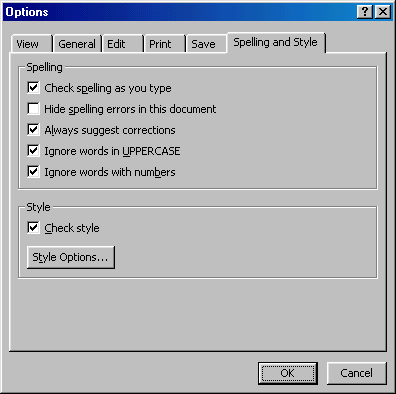 Options
View General Edit Print Save Spelling and Style
Spelling
Check spelling as you type
Hide spelling errors in this document
Always suggest corrections
Ignore words in UPPERCASE
Ignore words with numbers
Style
Check style
Style Options...
OK Cancel